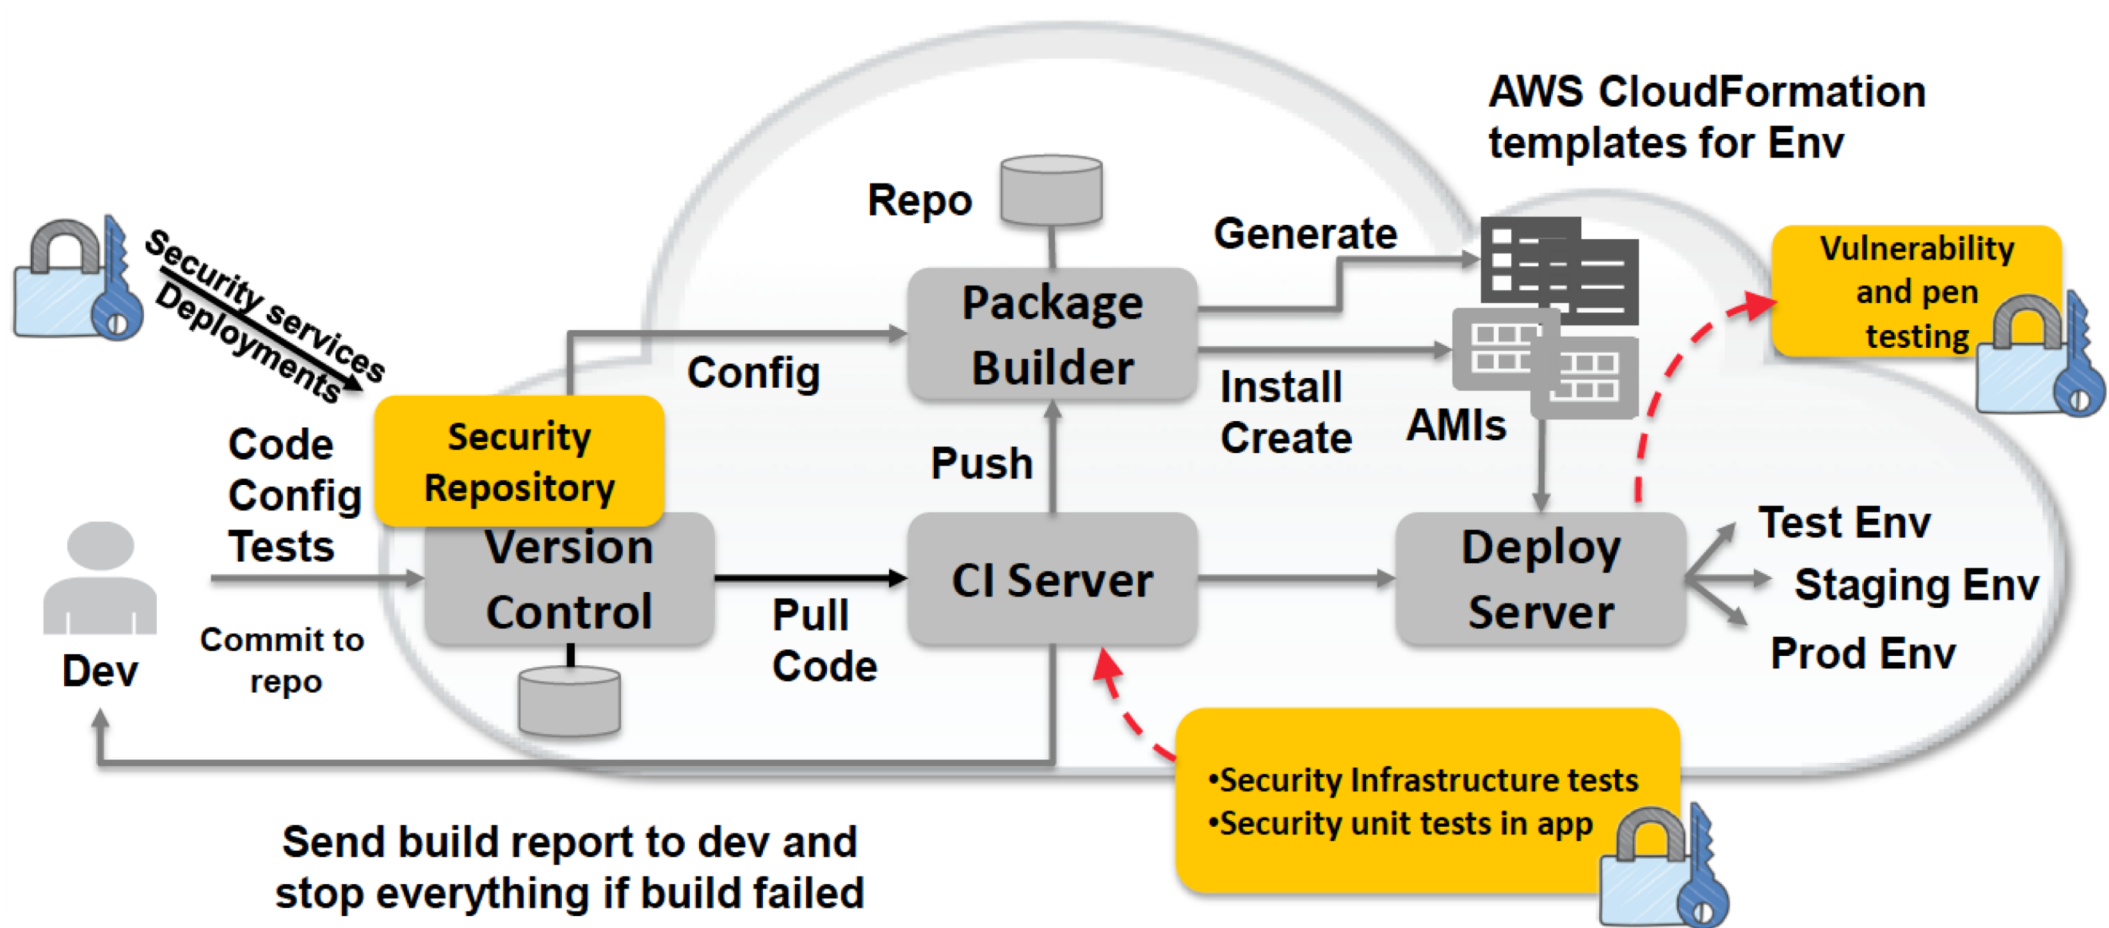 AWS CloudFormation
templates for Env
Repo
Generate
Vulnerability
and pen
testing
Security services
Deployments
Package
Builder
Config
Install
Create
AMIs
Security
Repository
Code
Config
Tests
Push
Version
Control
CI Server
Deploy
Server
Test Env
Staging Env
Prod Env
Pull
Code
Commit to
repo
Dev
•Security Infrastructure tests
•Security unit tests in app
Send build report to dev and
stop everything if build failed